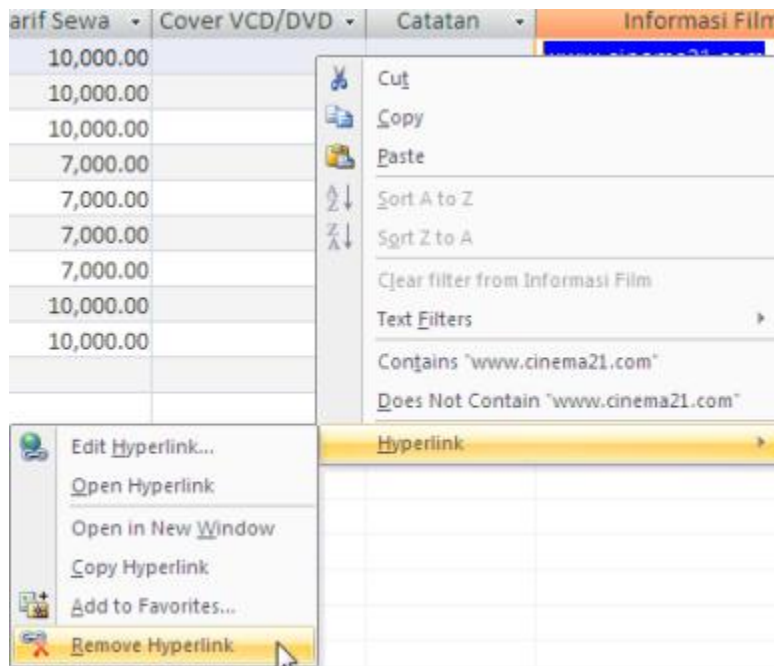 arif Sewa Cover VCD/DVD Catatan Informasi Film
10,000.00 www.cinema21.com
10,000.00
10,000.00
7,000.00
7,000.00
7,000.00
7,000.00
10,000.00
10,000.00
Cut
Copy
Paste
Sort A to Z
Sort Z to A
Clear filter from Informasi Film
Text Filters
Contains "www.cinema21.com"
Does Not Contain "www.cinema21.com"
Hyperlink
Edit Hyperlink...
Open Hyperlink
Open in New Window
Copy Hyperlink
Add to Favorites...
Remove Hyperlink